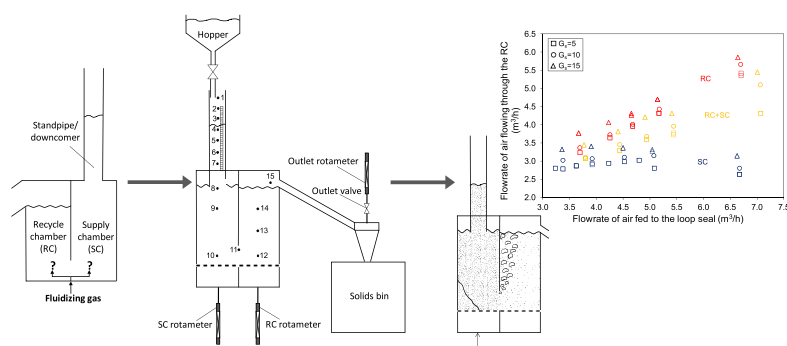 Standpipe/
downcomer
Recycle
chamber
(RC)
Supply
chamber
(SC)
?
?
Fluidizing gas
Hopper
1
2
3
4
5
6
7
8
9
10
11
12
13
14
15
SC rotameter
RC rotameter
Outlet rotameter
Outlet valve
Solids bin
Flowrate of air flowing through the RC
(m³/h)
6.5
6.0
5.5
5.0
4.5
4.0
3.5
3.0
2.5
2.0
Gs=5
Gs=10
Gs=15
RC
RC+SC
SC
3.0 3.5 4.0 4.5 5.0 5.5 6.0 6.5 7.0 7.5
Flowrate of air fed to the loop seal (m³/h)